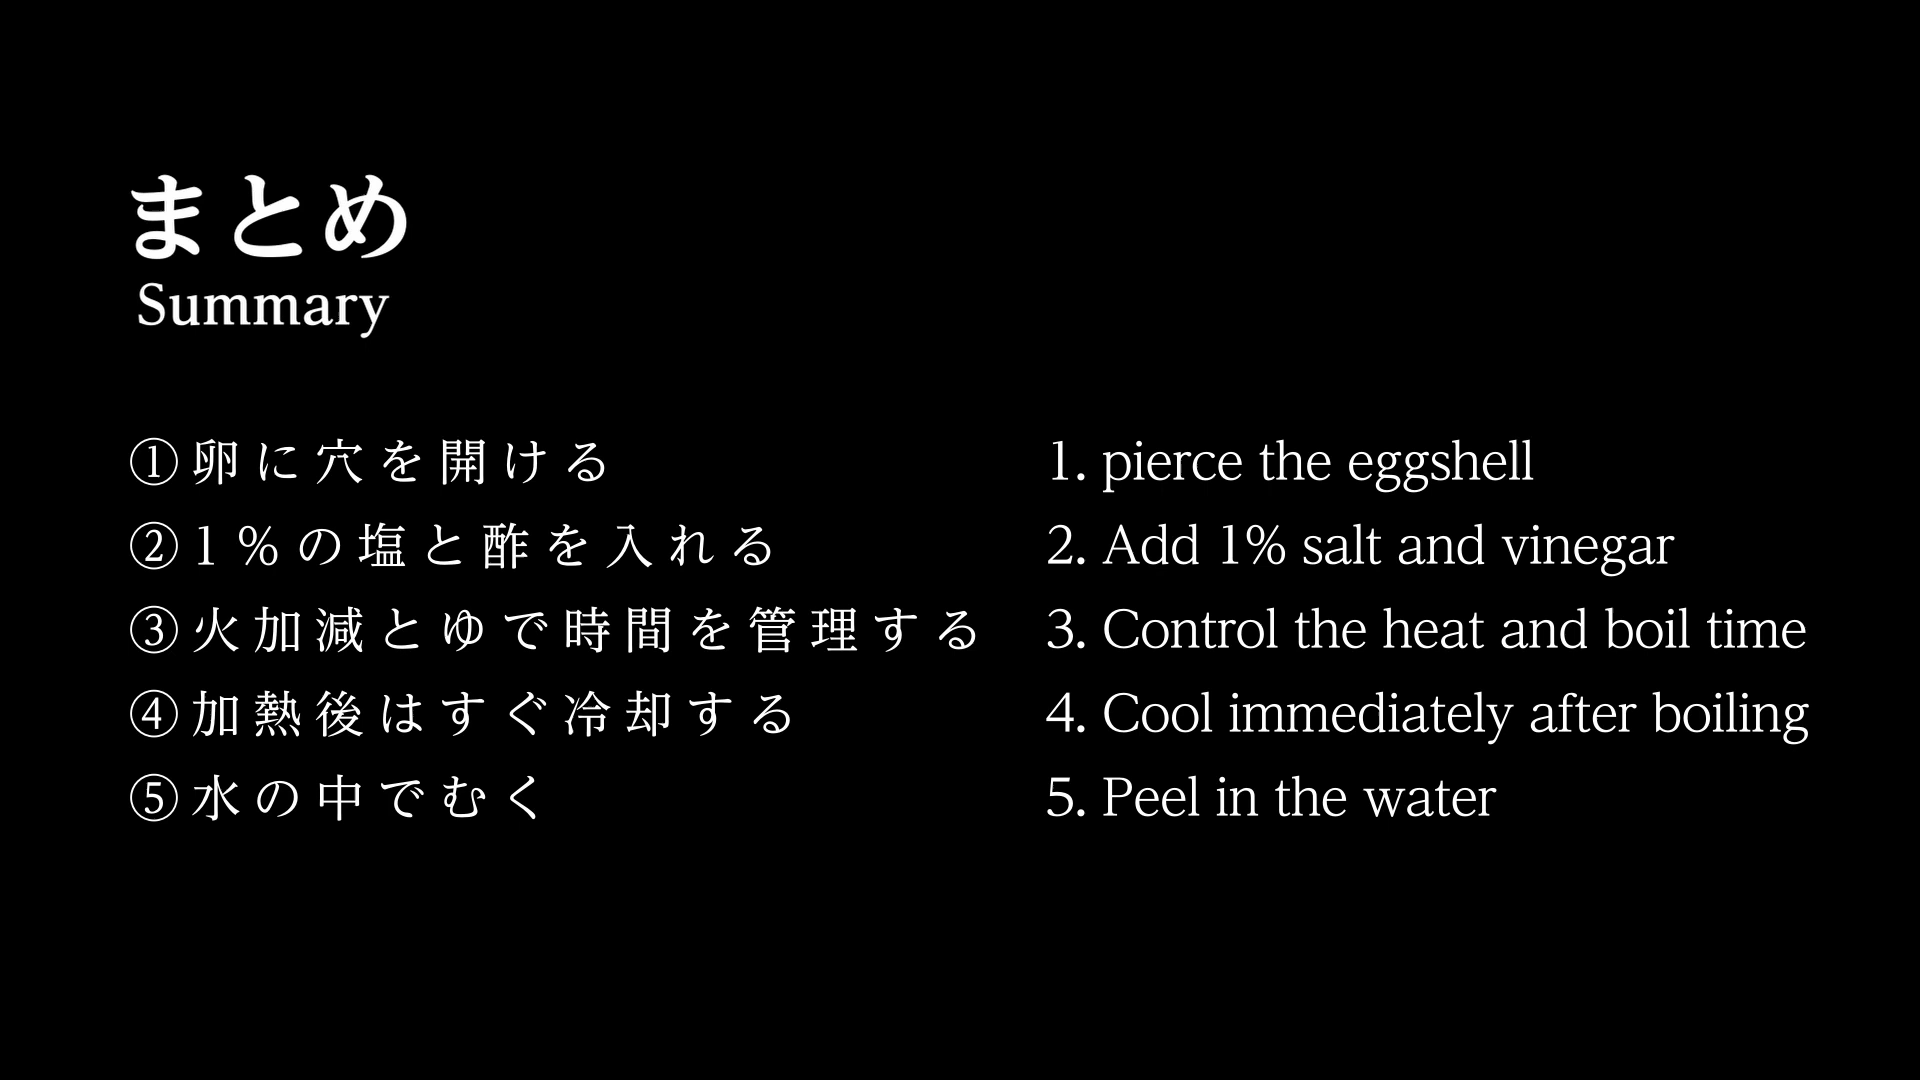 まとめ
Summary
①卵に穴を開ける
②1%の塩と酢を入れる
③火加減とゆで時間を管理する
④加熱後はすぐ冷却する
⑤水の中でむく
1. pierce the eggshell
2. Add 1% salt and vinegar
3. Control the heat and boil time
4. Cool immediately after boiling
5. Peel in the water